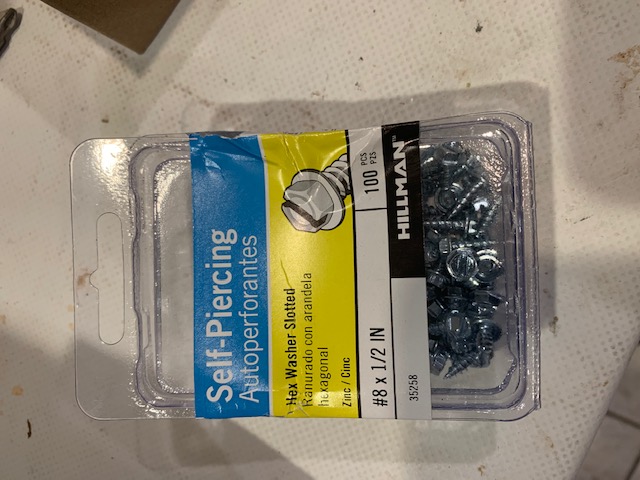 Self-Piercing
Autoperforantes
Hex Washer Slotted
Ranurado con arandela
hexagonal
Zinc / Cinc
#8 x 1/2 IN
100 PCS
PZS
35258
HILLMAN™